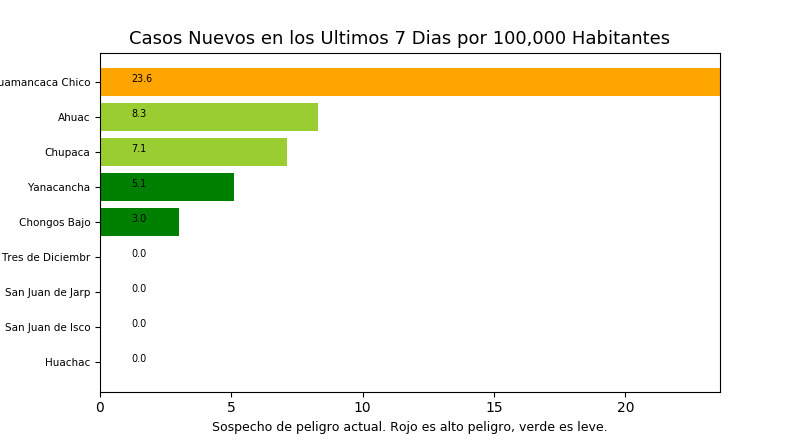 Casos Nuevos en los Ultimos 7 Dias por 100,000 Habitantes
uamancaca Chico 23.6
Ahuac 8.3
Chupaca 7.1
Yanacancha 5.1
Chongos Bajo 3.0
Tres de Diciembr 0.0
San Juan de Jarp 0.0
San Juan de Isco 0.0
Huachac 0.0
0 5 10 15 20
Sospecho de peligro actual. Rojo es alto peligro, verde es leve.